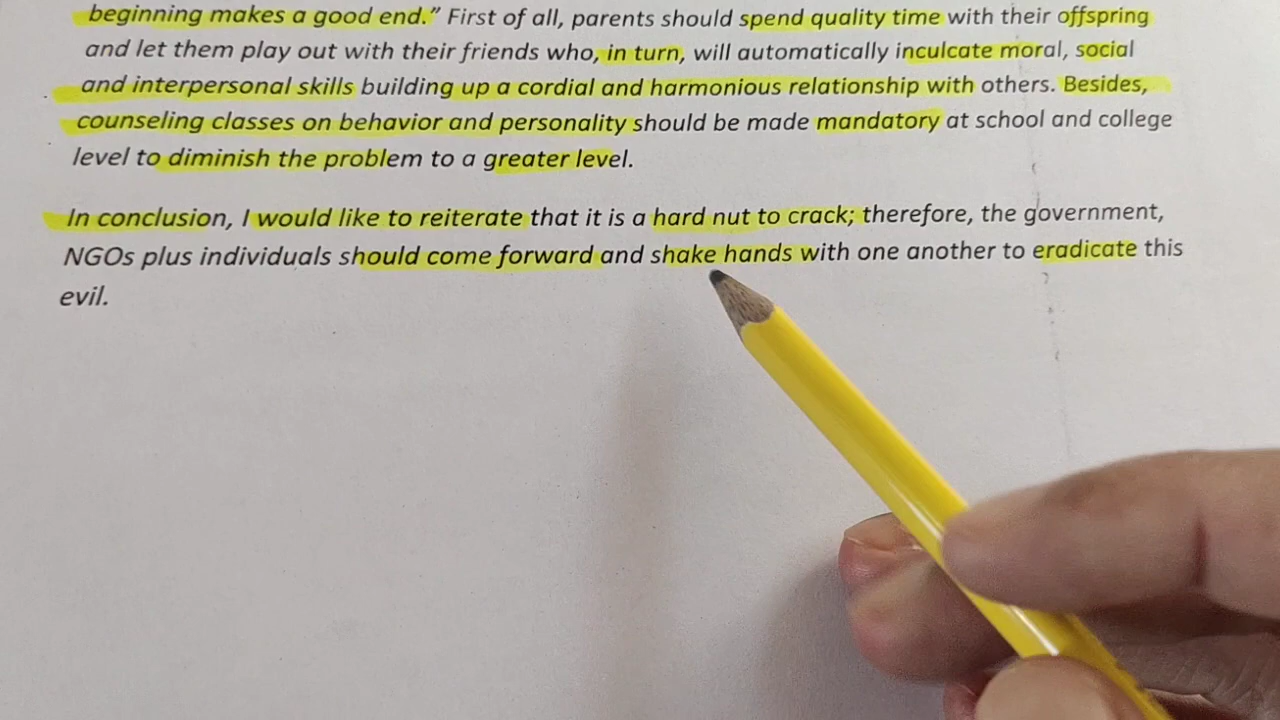 beginning makes a good end.” First of all, parents should spend quality time with their offspring
and let them play out with their friends who, in turn, will automatically inculcate moral, social
and interpersonal skills building up a cordial and harmonious relationship with others. Besides,
counseling classes on behavior and personality should be made mandatory at school and college
level to diminish the problem to a greater level.
In conclusion, I would like to reiterate that it is a hard nut to crack; therefore, the government,
NGOs plus individuals should come forward and shake hands with one another to eradicate this
evil.